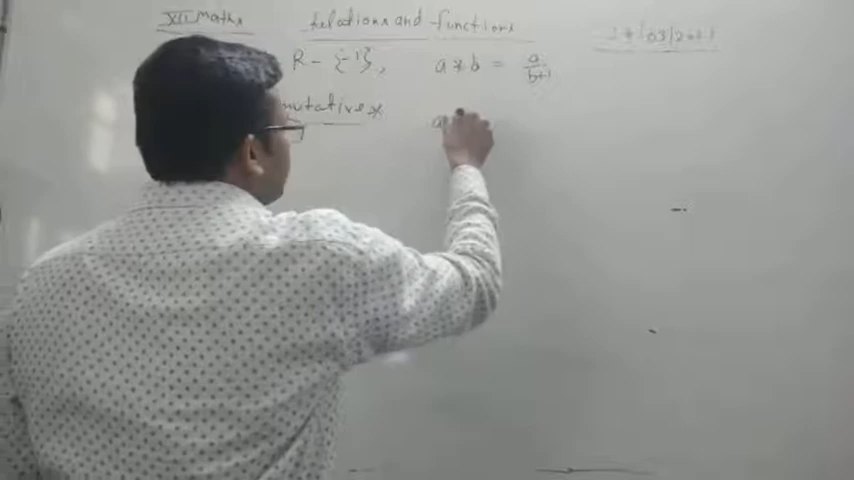 XII Maths Relations and functions
R - {-1}, a * b = a/b+1
mutative *
a